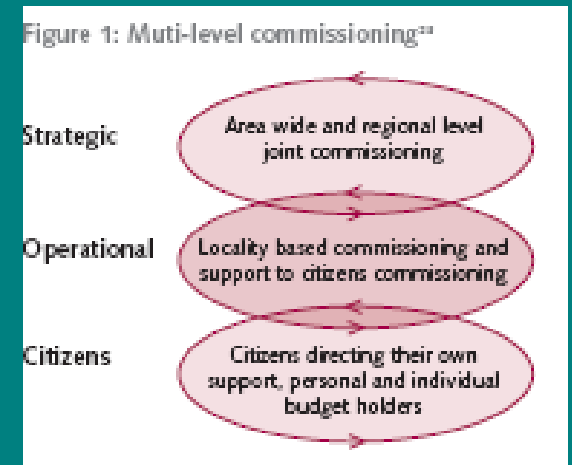 Figure 1: Muti-level commissioning
Strategic
Area wide and regional level
joint commissioning
Operational
Locality based commissioning and
support to citizens commissioning
Citizens
Citizens directing their own
support, personal and individual
budget holders